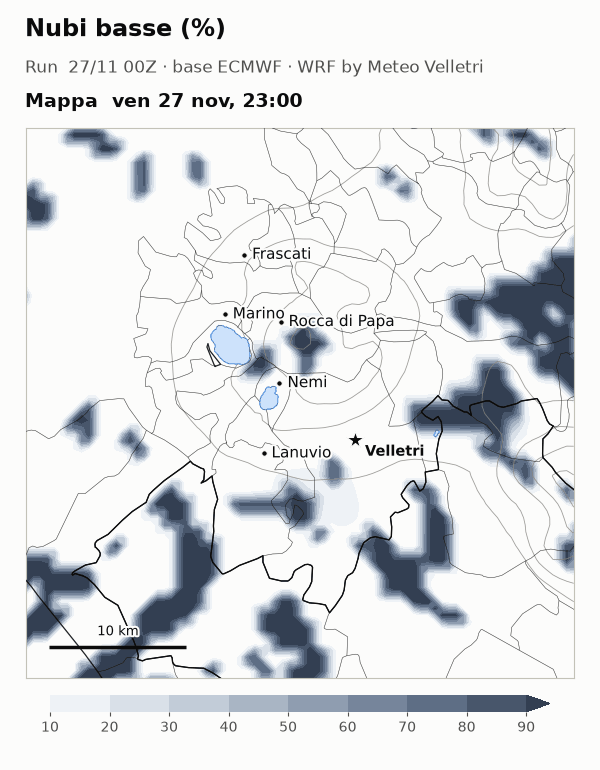 Nubi basse (%)
Run  27/11 00Z · base ECMWF · WRF by Meteo Velletri
Mappa  ven 27 nov, 23:00
Frascati
Marino
Rocca di Papa
Nemi
Velletri
Lanuvio
10 km
10 20 30 40 50 60 70 80 90